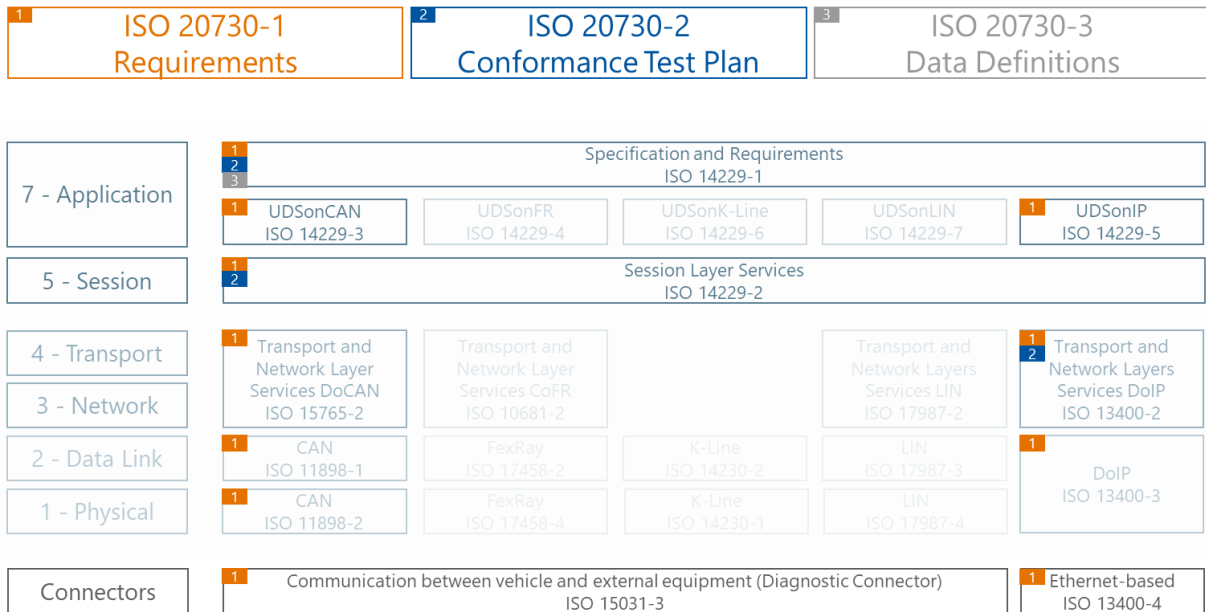 1
ISO 20730-1
Requirements
2
ISO 20730-2
Conformance Test Plan
3
ISO 20730-3
Data Definitions
7 - Application
1
2
3
Specification and Requirements
ISO 14229-1
1
UDSonCAN
ISO 14229-3
UDSonFR
ISO 14229-4
UDSonK-Line
ISO 14229-6
UDSonLIN
ISO 14229-7
1
UDSonIP
ISO 14229-5
5 - Session
1
2
Session Layer Services
ISO 14229-2
4 - Transport
3 - Network
1
Transport and
Network Layer
Services DoCAN
ISO 15765-2
Transport and
Network Layer
Services CoFR
ISO 10681-2
Transport and
Network Layers
Services LIN
ISO 17987-2
1
2
Transport and
Network Layers
Services DoIP
ISO 13400-2
2 - Data Link
1
CAN
ISO 11898-1
FexRay
ISO 17458-2
K-Line
ISO 14230-2
LIN
ISO 17987-3
1
DoIP
ISO 13400-3
1 - Physical
1
CAN
ISO 11898-2
FexRay
ISO 17458-4
K-Line
ISO 14230-1
LIN
ISO 17987-4
Connectors
1
Communication between vehicle and external equipment (Diagnostic Connector)
ISO 15031-3
1
Ethernet-based
ISO 13400-4